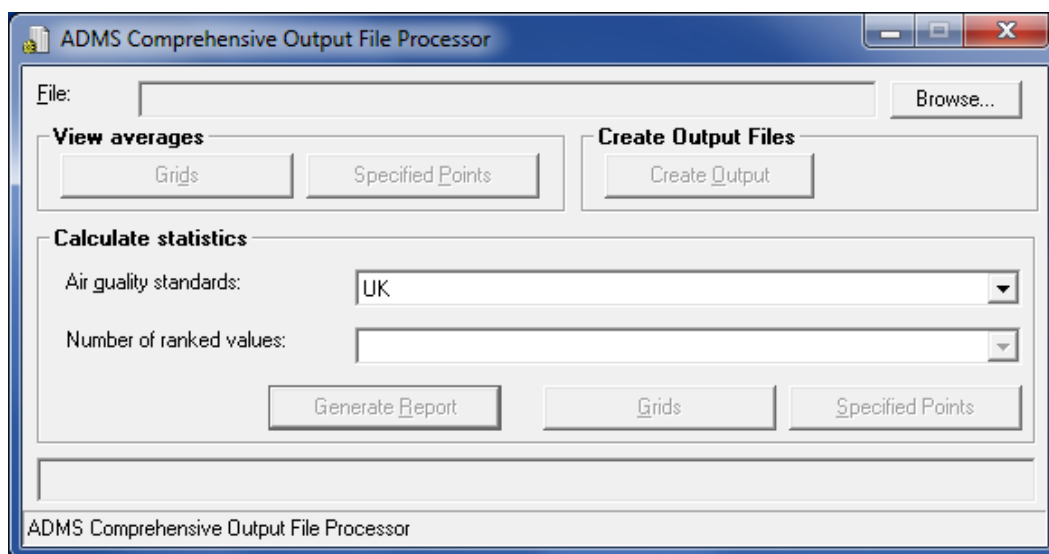 ADMS Comprehensive Output File Processor
File:
Browse...
View averages
Create Output Files
Grids
Specified Points
Create Output
Calculate statistics
Air quality standards:
UK
Number of ranked values:
Generate Report
Grids
Specified Points
ADMS Comprehensive Output File Processor